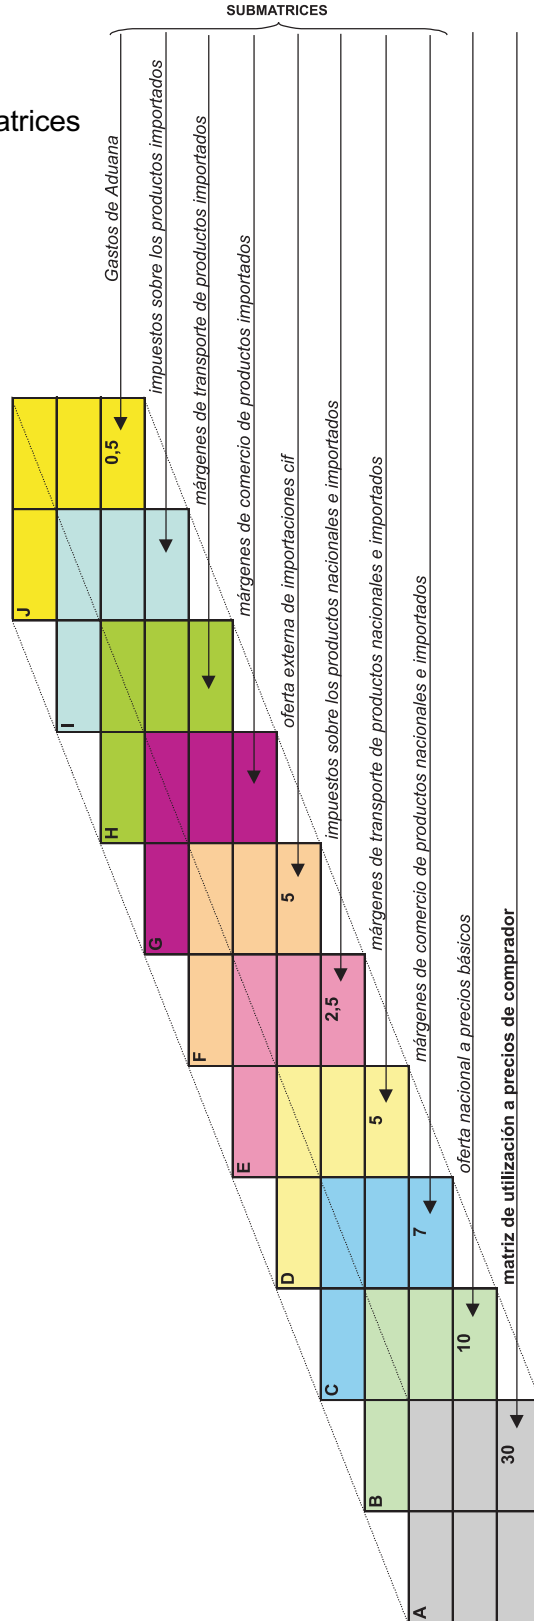 SUBMATRICES
atrices
Gastos de Aduana
impuestos sobre los productos importados
márgenes de transporte de productos importados
márgenes de comercio de productos importados
oferta externa de importaciones cif
impuestos sobre los productos nacionales e importados
márgenes de transporte de productos nacionales e importados
márgenes de comercio de productos nacionales e importados
oferta nacional a precios básicos
matriz de utilización a precios de comprador
J
0,5
I
H
G
F
5
E
2,5
D
5
C
7
B
10
A
30